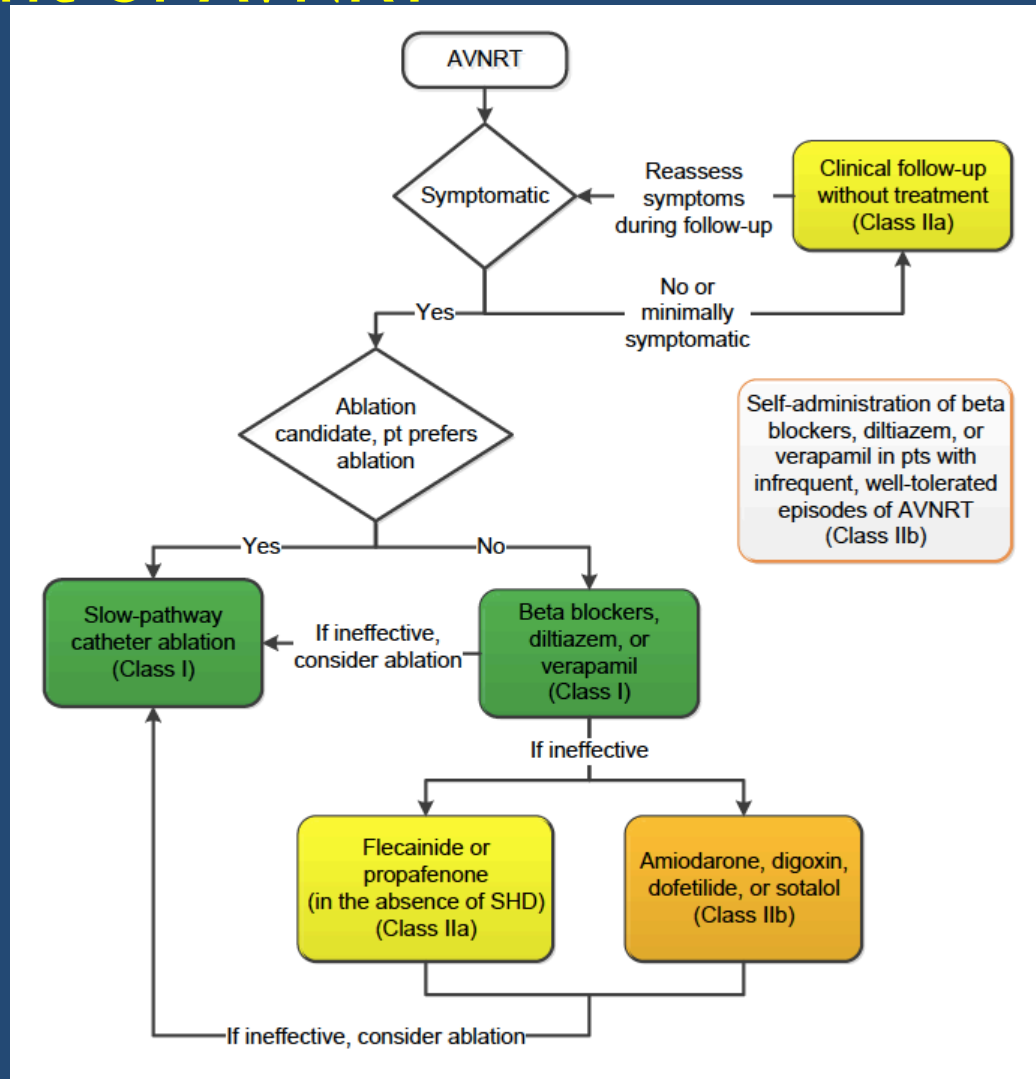 of AVNRT
AVNRT
Symptomatic
Reassess
symptoms
during follow-up
Clinical follow-up
without treatment
(Class IIa)
Yes
No or
minimally
symptomatic
Ablation
candidate, pt prefers
ablation
Self-administration of beta
blockers, diltiazem, or
verapamil in pts with
infrequent, well-tolerated
episodes of AVNRT
(Class IIb)
Yes
No
Slow-pathway
catheter ablation
(Class I)
If ineffective,
consider ablation
Beta blockers,
diltiazem, or
verapamil
(Class I)
If ineffective
Flecainide or
propafenone
(in the absence of SHD)
(Class IIa)
Amiodarone, digoxin,
dofetilide, or sotalol
(Class IIb)
If ineffective, consider ablation